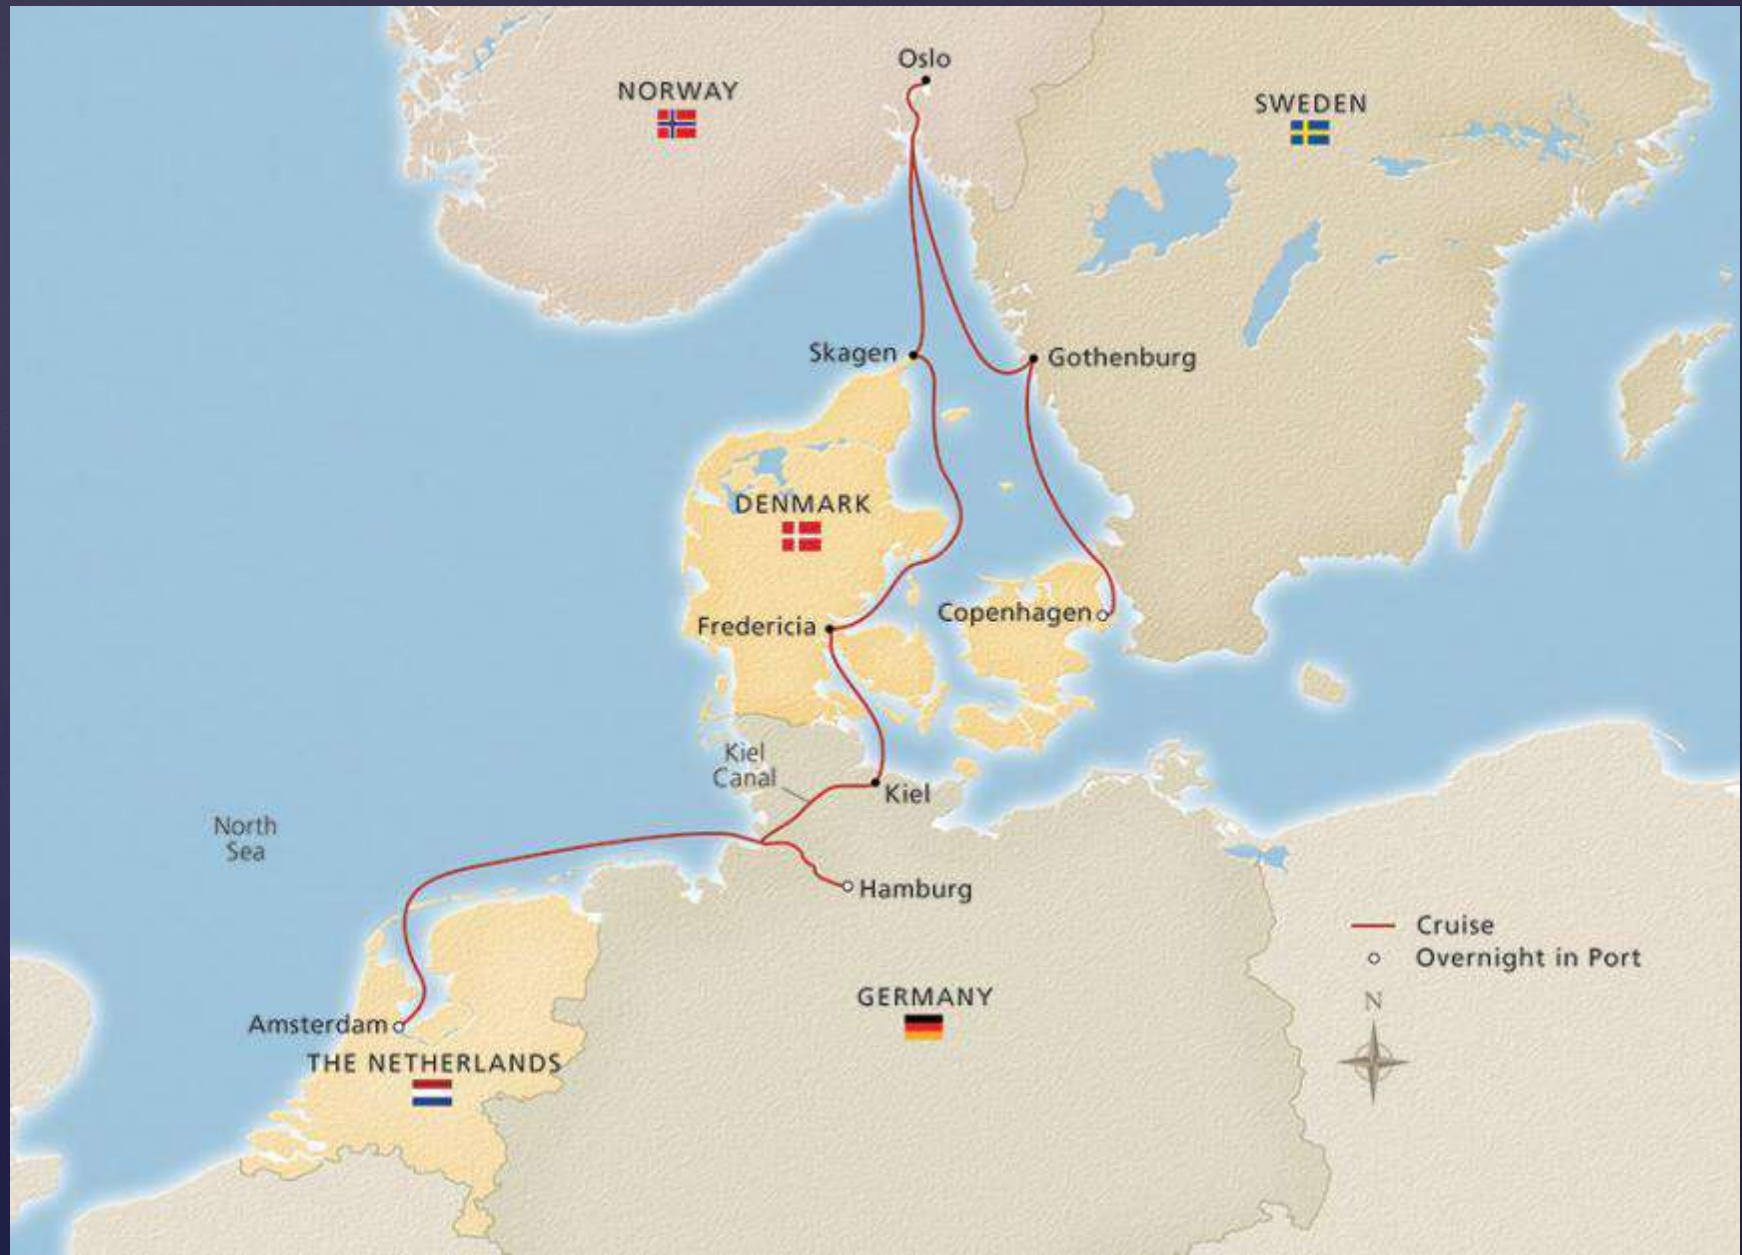 Oslo
NORWAY
SWEDEN
Skagen
Gothenburg
DENMARK
Copenhagen
Fredericia
Kiel
Canal
Kiel
North
Sea
Hamburg
Cruise
Overnight in Port
GERMANY
N
Amsterdam
THE NETHERLANDS